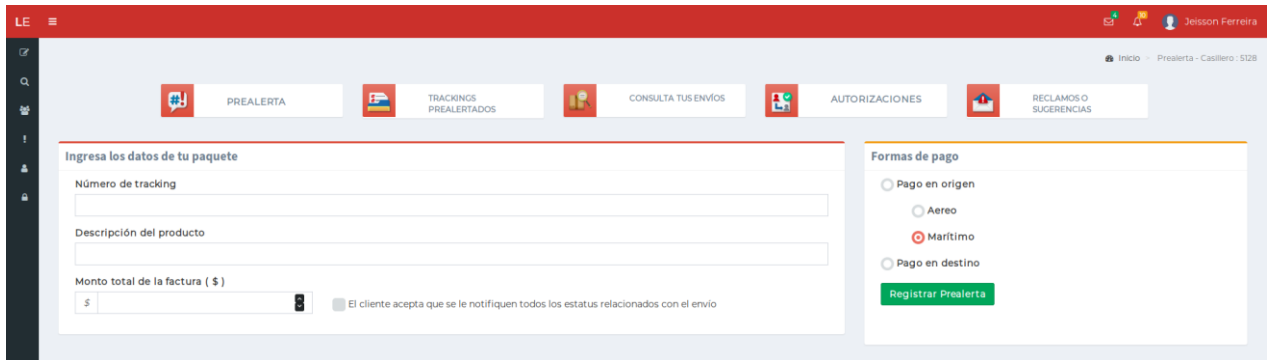 LE
4
10
Jeisson Ferreira
Inicio - Prealerta - Casillero : 5128
#!
PREALERTA
TRACKINGS
PREALERTADOS
CONSULTA TUS ENVÍOS
AUTORIZACIONES
RECLAMOS O
SUGERENCIAS
Ingresa los datos de tu paquete
Número de tracking
Descripción del producto
Monto total de la factura ( $ )
$
El cliente acepta que se le notifiquen todos los estatus relacionados con el envío
Formas de pago
Pago en origen
Aereo
Marítimo
Pago en destino
Registrar Prealerta